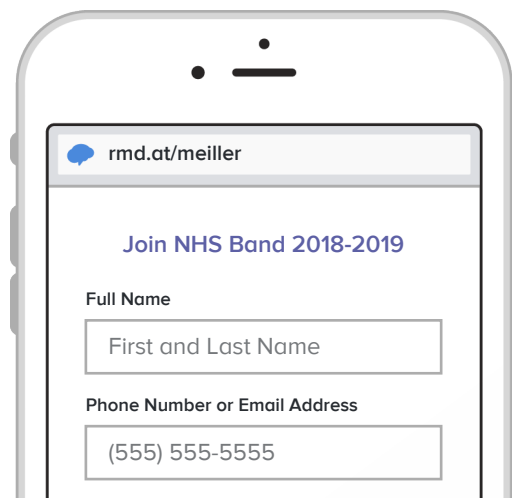 rmd.at/meiller
Join NHS Band 2018-2019
Full Name
First and Last Name
Phone Number or Email Address
(555) 555-5555